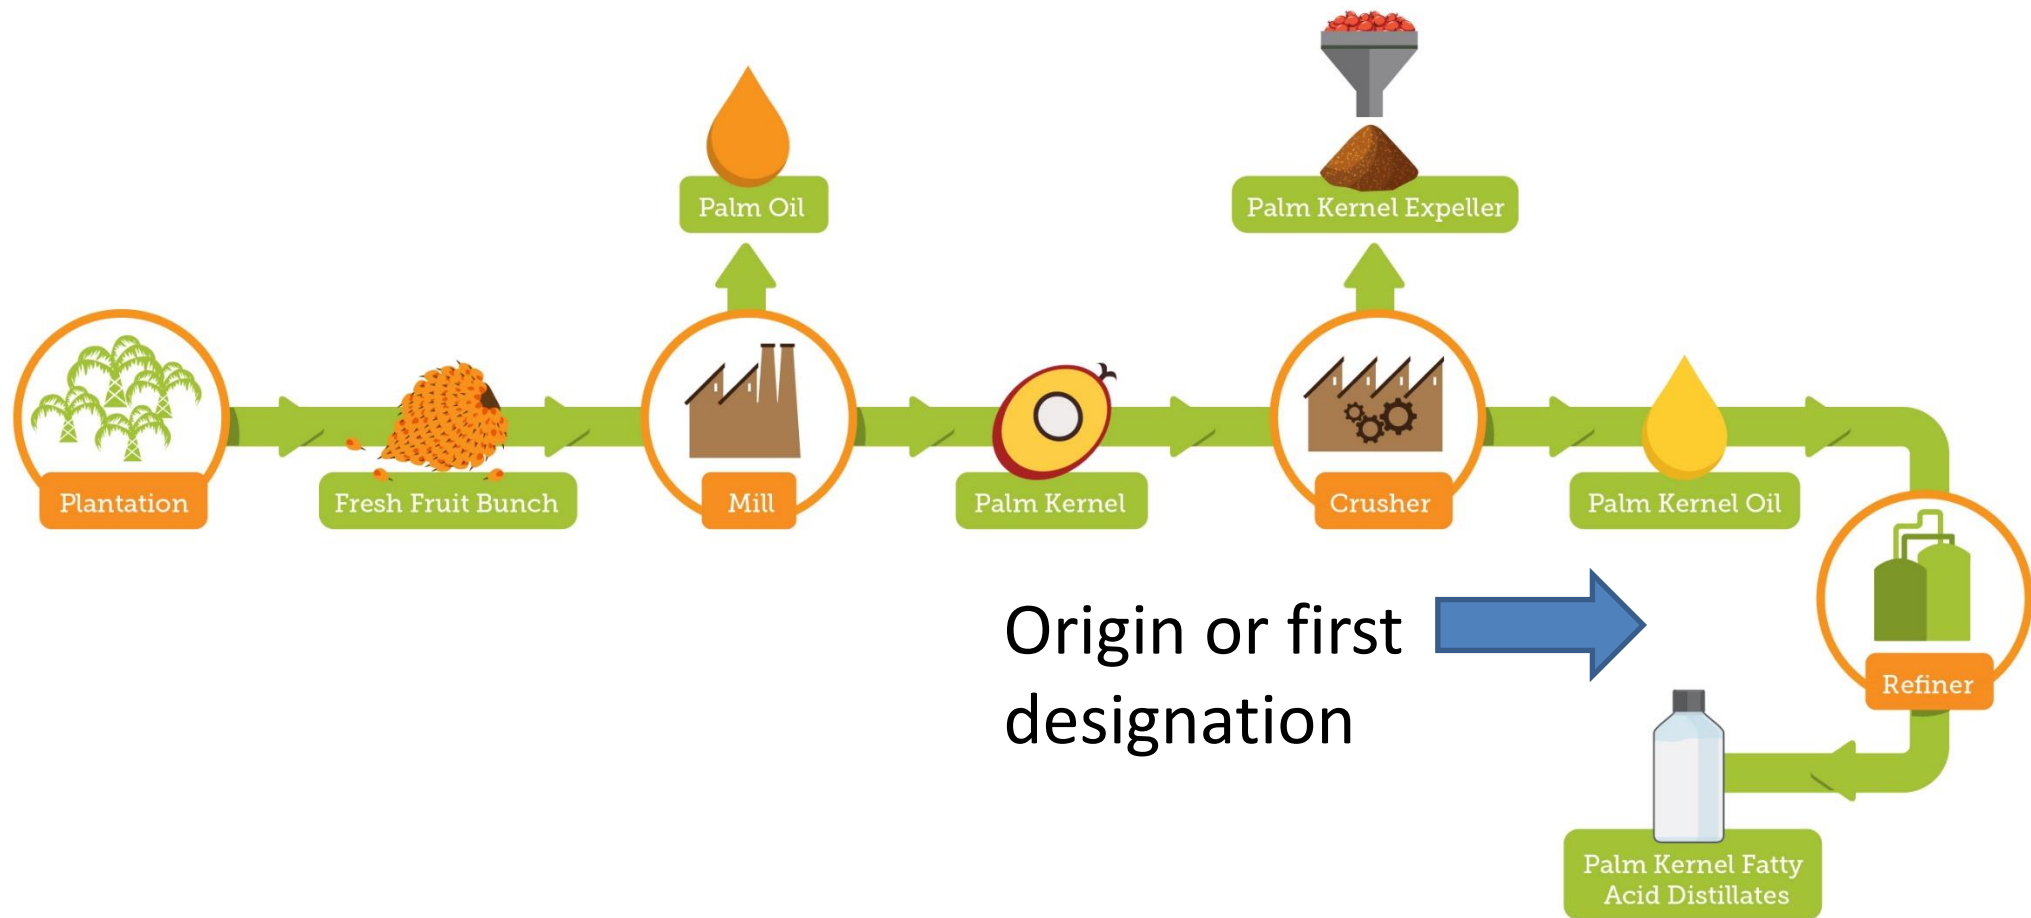 Palm Oil
Palm Kernel Expeller
Plantation
Fresh Fruit Bunch
Mill
Palm Kernel
Crusher
Palm Kernel Oil
Origin or first
designation
Refiner
Palm Kernel Fatty
Acid Distillates